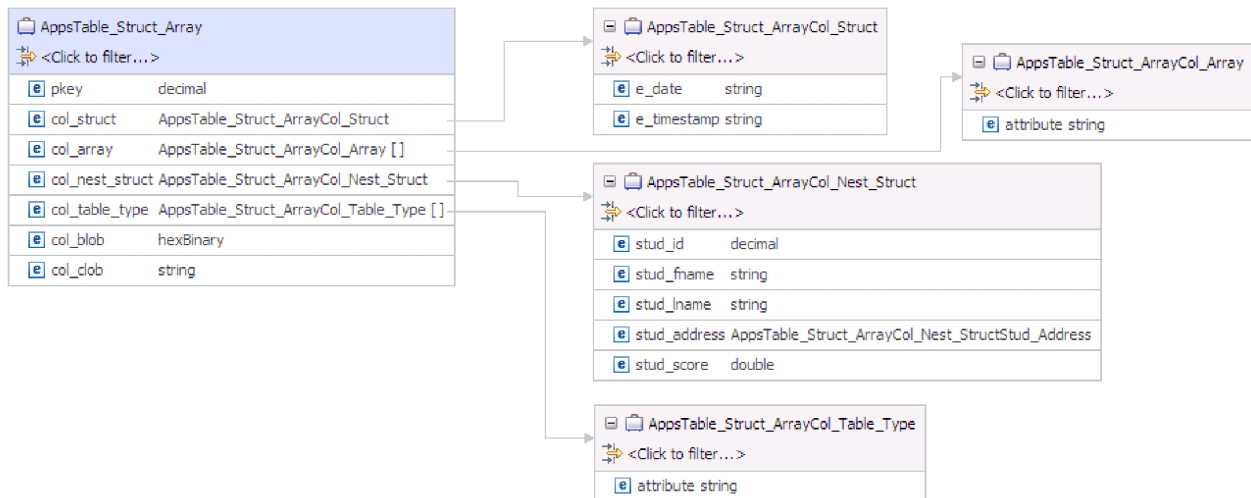 AppsTable_Struct_Array
<Click to filter...>
pkey decimal
col_struct AppsTable_Struct_ArrayCol_Struct
col_array AppsTable_Struct_ArrayCol_Array [ ]
col_nest_struct AppsTable_Struct_ArrayCol_Nest_Struct
col_table_type AppsTable_Struct_ArrayCol_Table_Type [ ]
col_blob hexBinary
col_clob string
AppsTable_Struct_ArrayCol_Struct
<Click to filter...>
e_date string
e_timestamp string
AppsTable_Struct_ArrayCol_Array
<Click to filter...>
attribute string
AppsTable_Struct_ArrayCol_Nest_Struct
<Click to filter...>
stud_id decimal
stud_fname string
stud_lname string
stud_address AppsTable_Struct_ArrayCol_Nest_StructStud_Address
stud_score double
AppsTable_Struct_ArrayCol_Table_Type
<Click to filter...>
attribute string